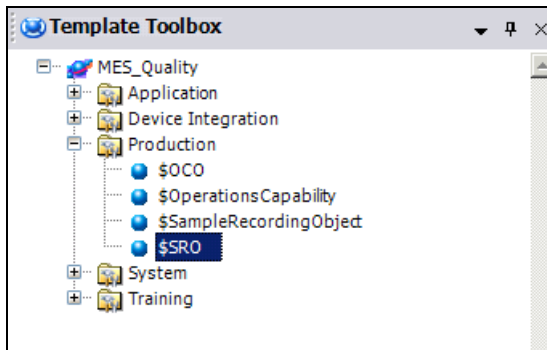 Template Toolbox
MES_Quality
Application
Device Integration
Production
$OCO
$OperationsCapability
$SampleRecordingObject
$SRO
System
Training